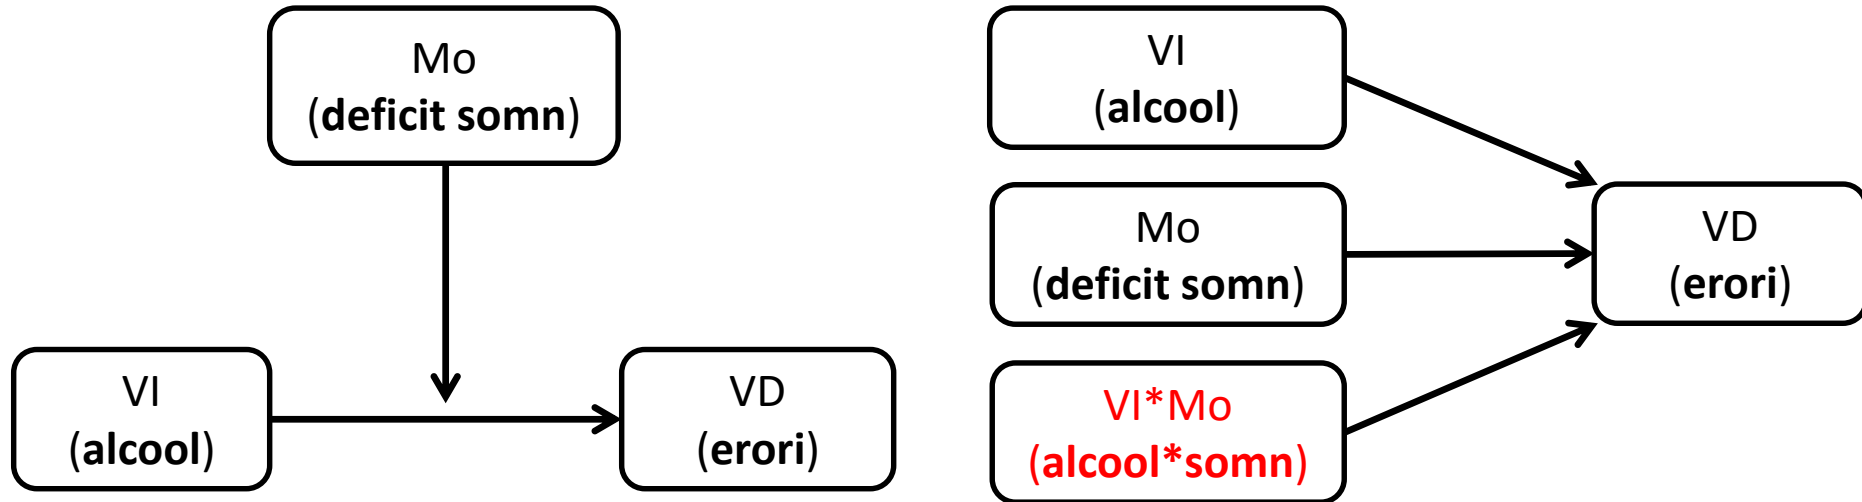 Mo
(deficit somn)
VI
(alcool)
VD
(erori)
VI
(alcool)
Mo
(deficit somn)
VI*Mo
(alcool*somn)
VD
(erori)